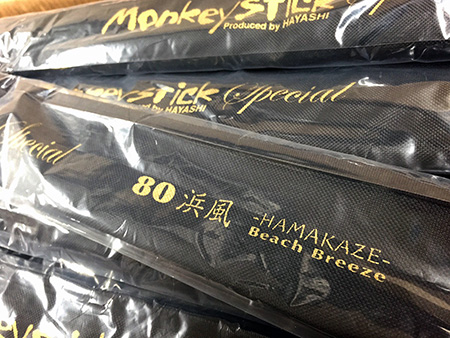 MonkeySTICK
Produced by HAYASHI
STICK Special
by HAYASHI
Special
80 浜風 -HAMAKAZE-
Beach Breeze